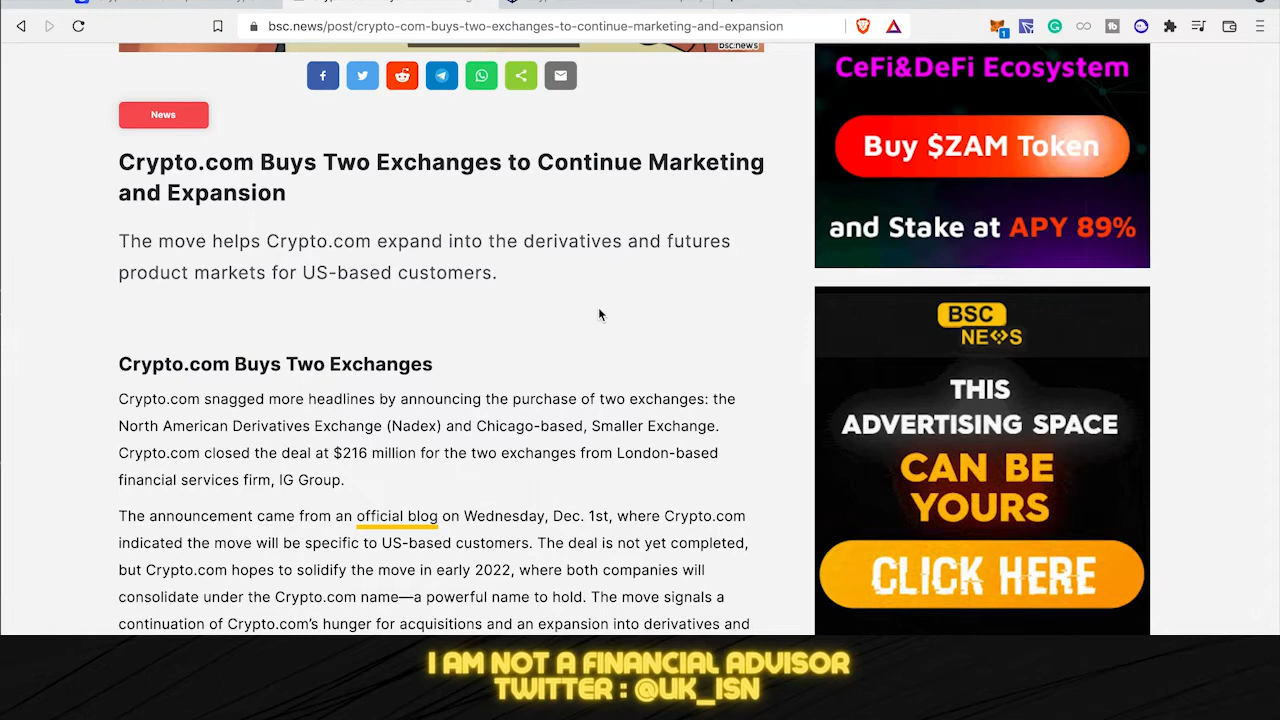 bsc.news/post/crypto-com-buys-two-exchanges-to-continue-marketing-and-expansion
bsc:news
News
Crypto.com Buys Two Exchanges to Continue Marketing
and Expansion
The move helps Crypto.com expand into the derivatives and futures
product markets for US-based customers.
Crypto.com Buys Two Exchanges
Crypto.com snagged more headlines by announcing the purchase of two exchanges: the
North American Derivatives Exchange (Nadex) and Chicago-based, Smaller Exchange.
Crypto.com closed the deal at $216 million for the two exchanges from London-based
financial services firm, IG Group.
The announcement came from an official blog on Wednesday, Dec. 1st, where Crypto.com
indicated the move will be specific to US-based customers. The deal is not yet completed,
but Crypto.com hopes to solidify the move in early 2022, where both companies will
consolidate under the Crypto.com name—a powerful name to hold. The move signals a
continuation of Crypto.com's hunger for acquisitions and an expansion into derivatives and
CeFi&DeFi Ecosystem
Buy $ZAM Token
and Stake at APY 89%
BSC
NEWS
THIS
ADVERTISING SPACE
CAN BE
YOURS
CLICK HERE
I AM NOT A FINANCIAL ADVISOR
TWITTER : @UK_ISN